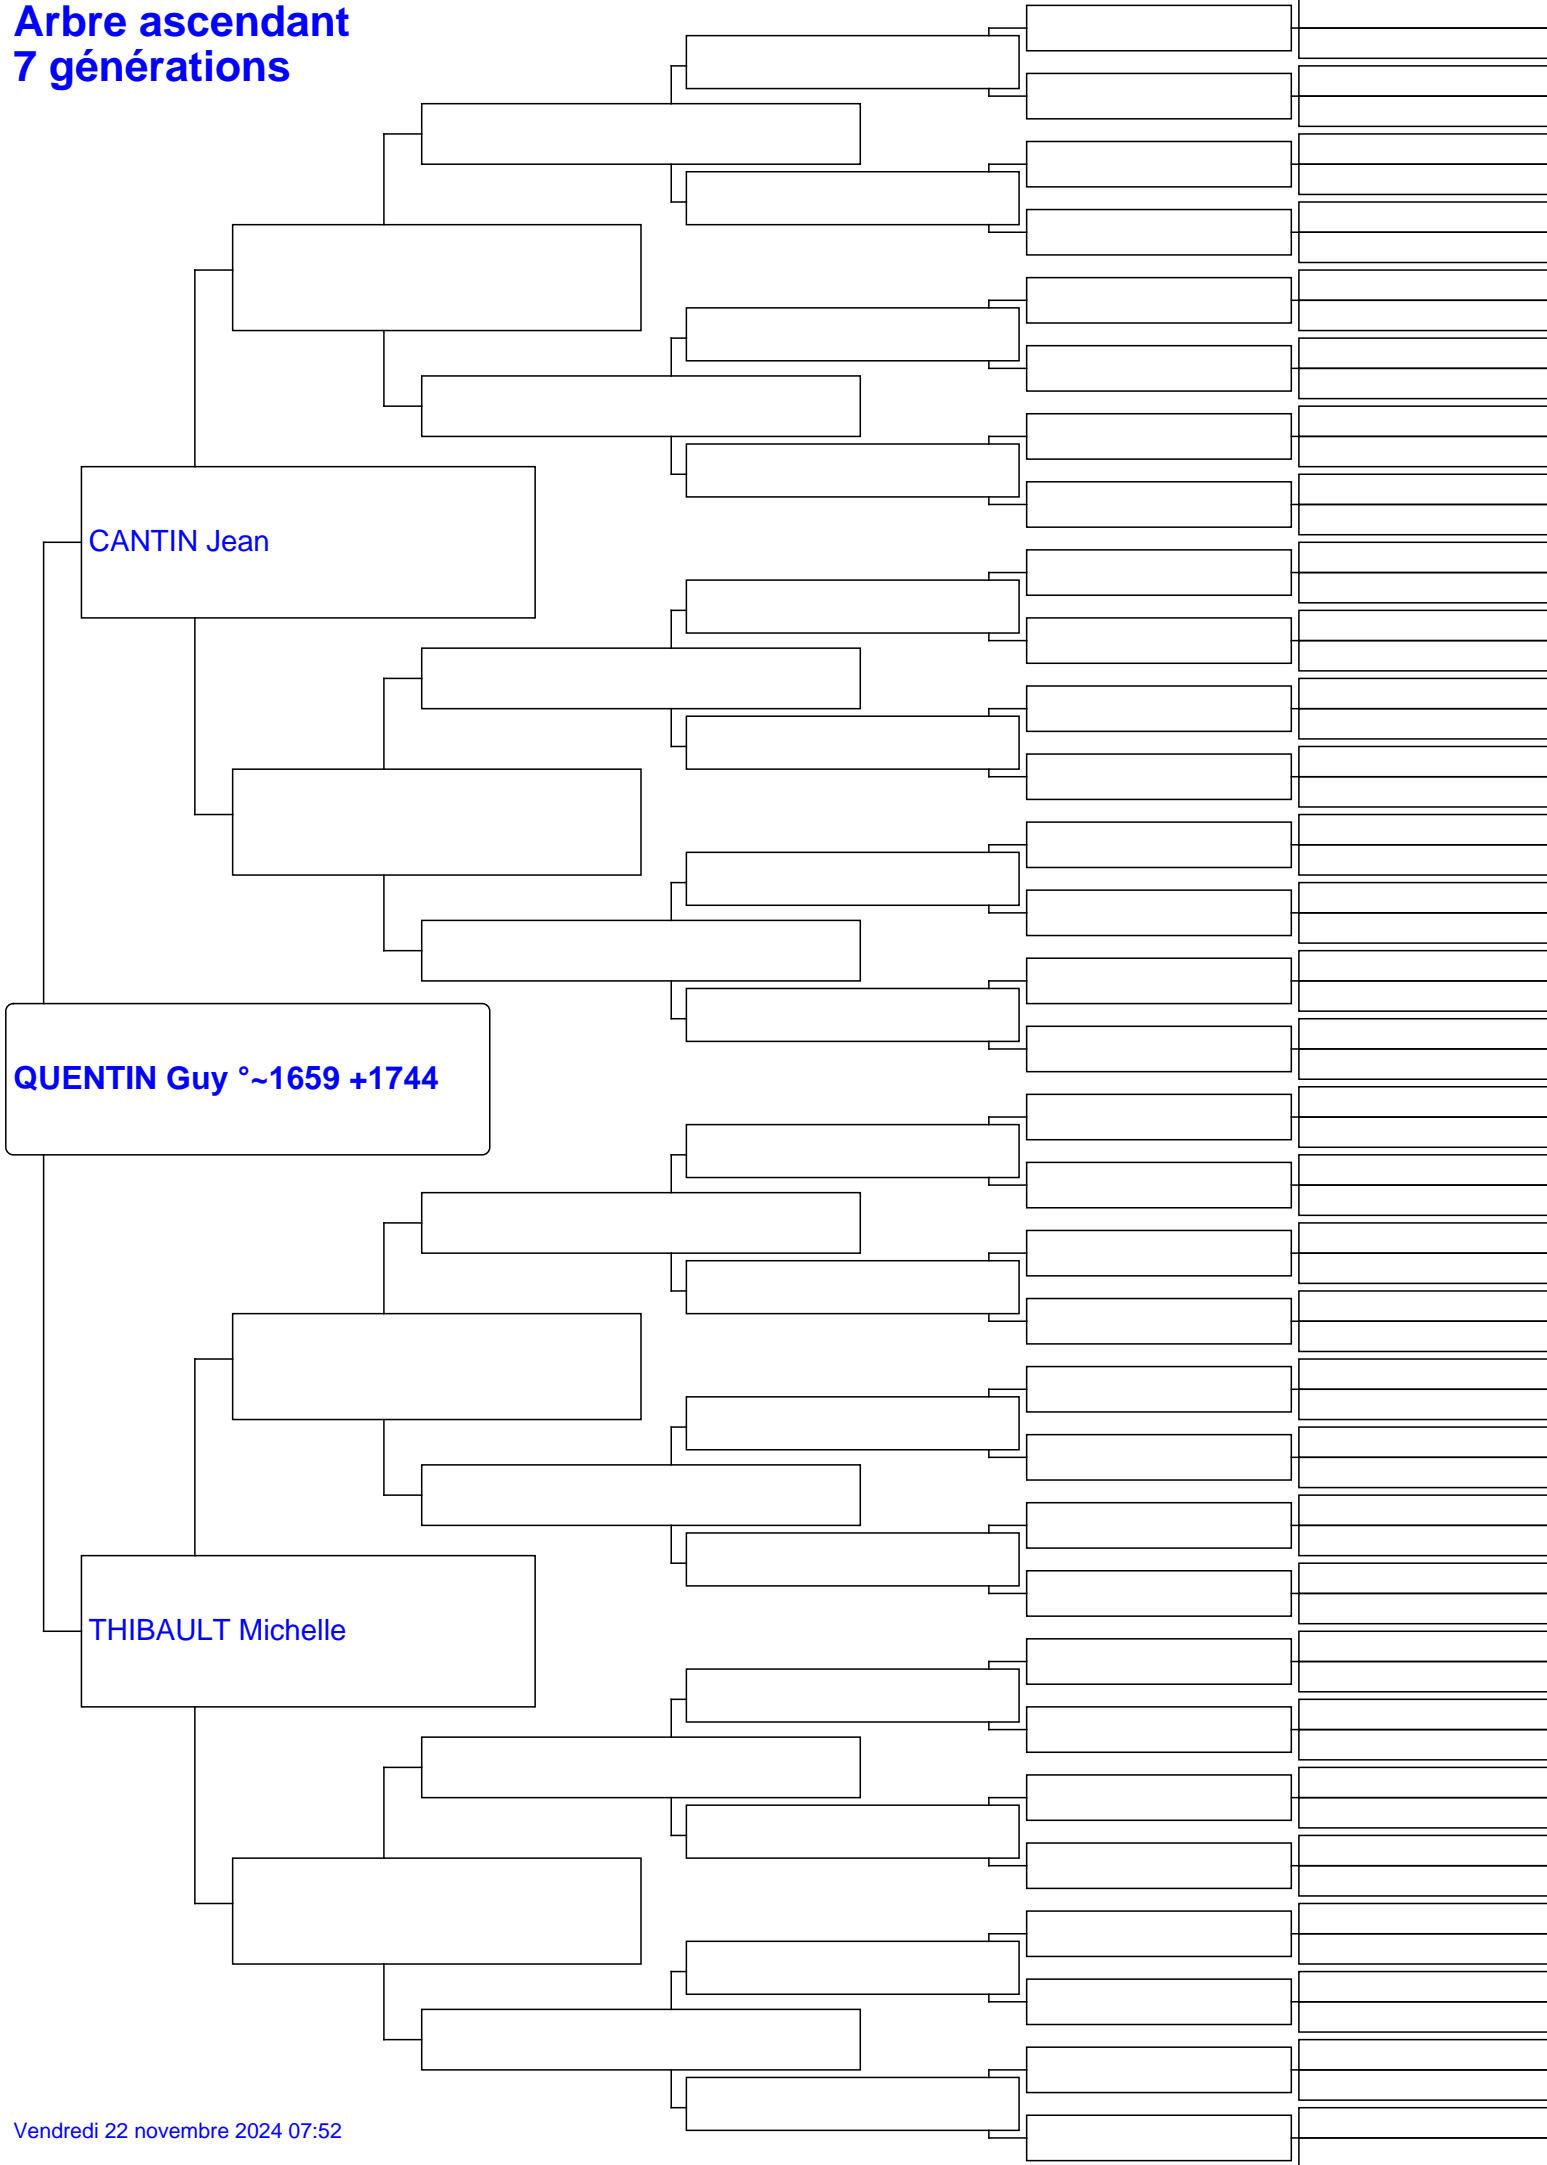 Arbre ascendant
7 générations
CANTIN Jean
QUENTIN Guy °~1659 +1744
THIBAULT Michelle
Vendredi 22 novembre 2024 07:52